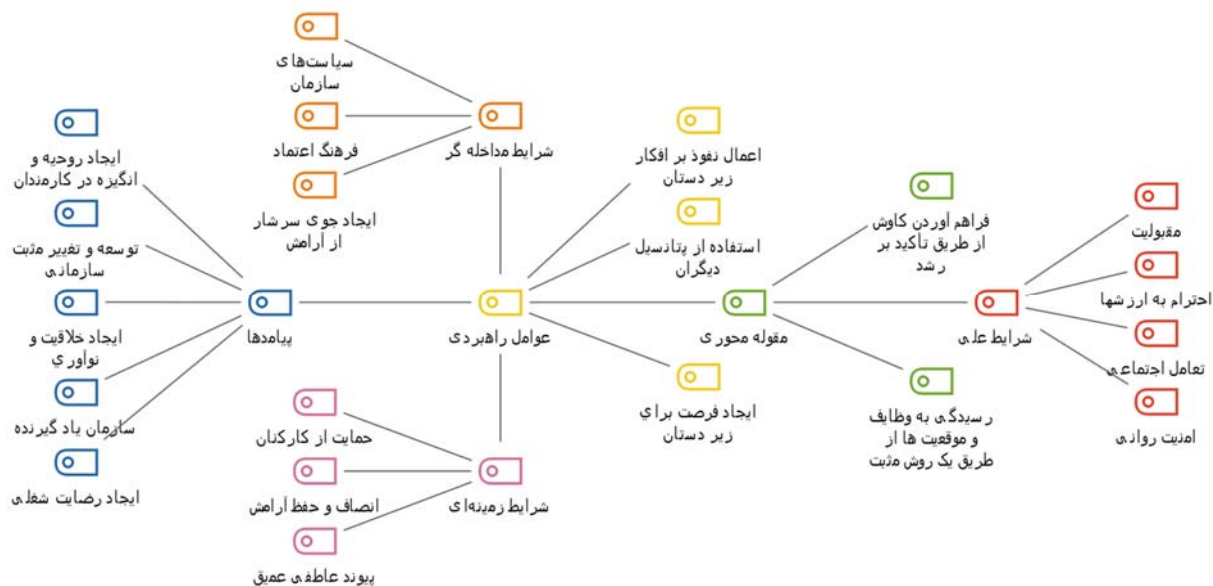 سیاست‌های
سازمان
فرهنگ اعتماد
ایجاد جوی سرشار
از آرامش
شرایط مداخله گر
اعمال نفوذ بر افکار
زیر دستان
استفاده از پتانسیل
دیگران
ایجاد فرصت براي
زیر دستان
فراهم آوردن کاوش
از طریق تأکید بر
رشد
رسیدگی به وظایف
و موقعیت ها از
طریق یک روش مثبت
مقبولیت
احترام به ارزشها
تعامل اجتماعی
امنیت روانی
شرایط علی
مقوله محوری
عوامل راهبردی
پیامدها
ایجاد روحیه و
انگیزه در کارمندان
توسعه و تغییر مثبت
سازمانی
ایجاد خلاقیت و
نوآوري
سازمان یاد گیرنده
ایجاد رضایت شغلی
حمایت از کارکنان
انصاف و حفظ آرامش
پیوند عاطفی عمیق
شرایط زمینه‌ای